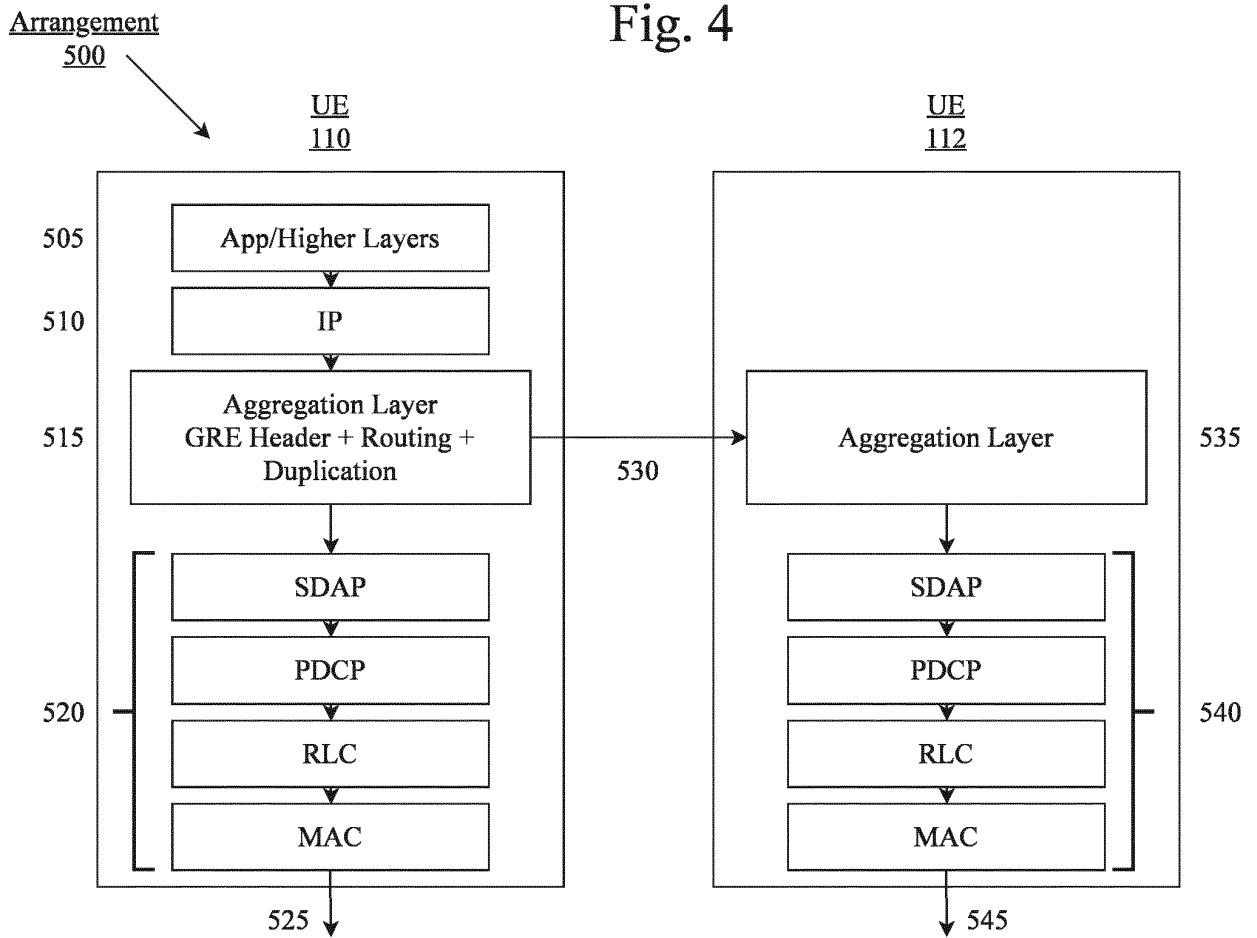 Arrangement
500
Fig. 4
UE
110
UE
112
505
App/Higher Layers
510
IP
515
Aggregation Layer
GRE Header + Routing +
Duplication
530
Aggregation Layer
535
SDAP
SDAP
PDCP
PDCP
520
540
RLC
RLC
MAC
MAC
525
545